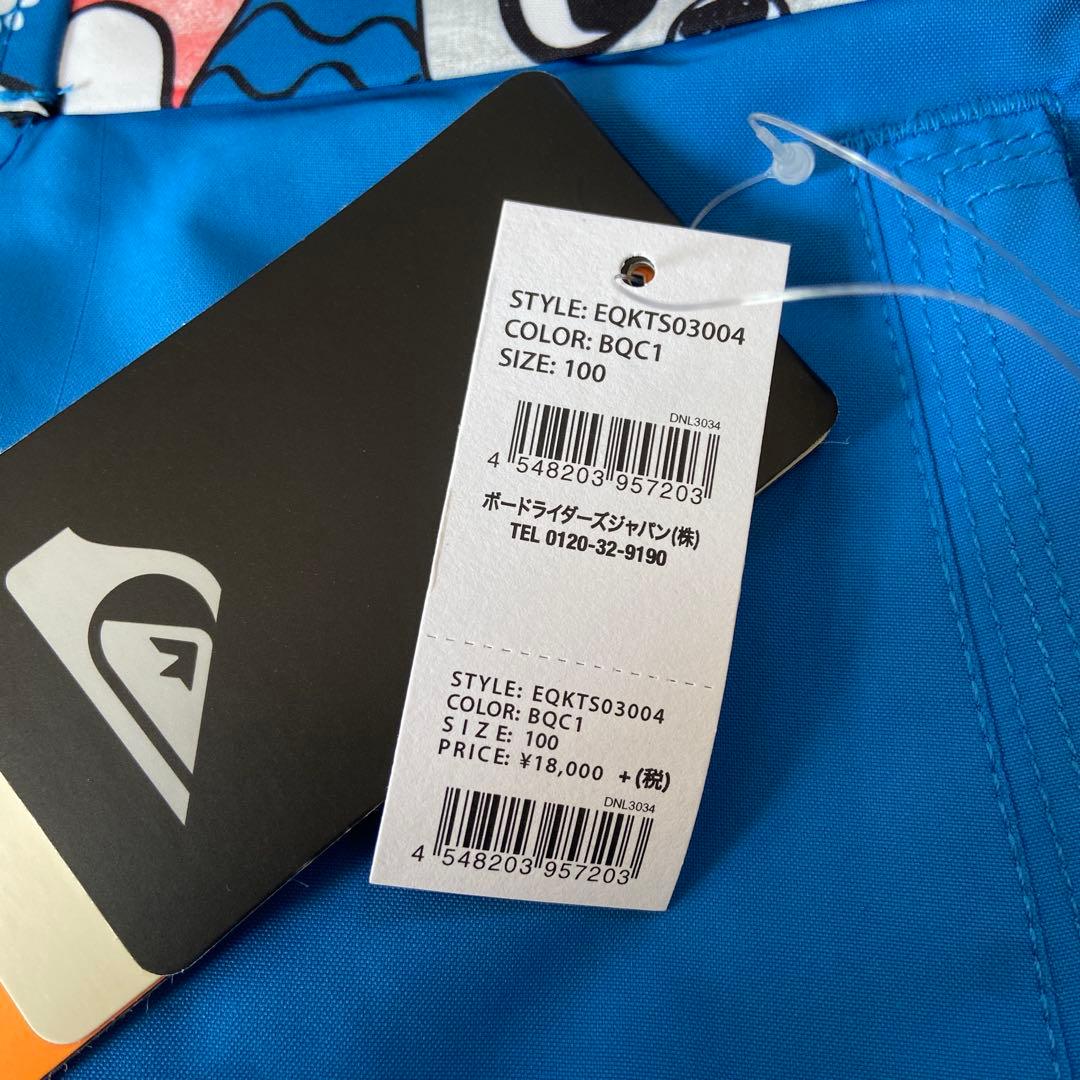 STYLE: EQKTS03004
COLOR: BQC1
SIZE: 100
DNL3034
4 548203 957203
ボードライダーズジャパン(株)
TEL 0120-32-9190
STYLE: EQKTS03004
COLOR: BQC1
SIZE: 100
PRICE: ¥18,000 +(税)
DNL3034
4 548203 957203